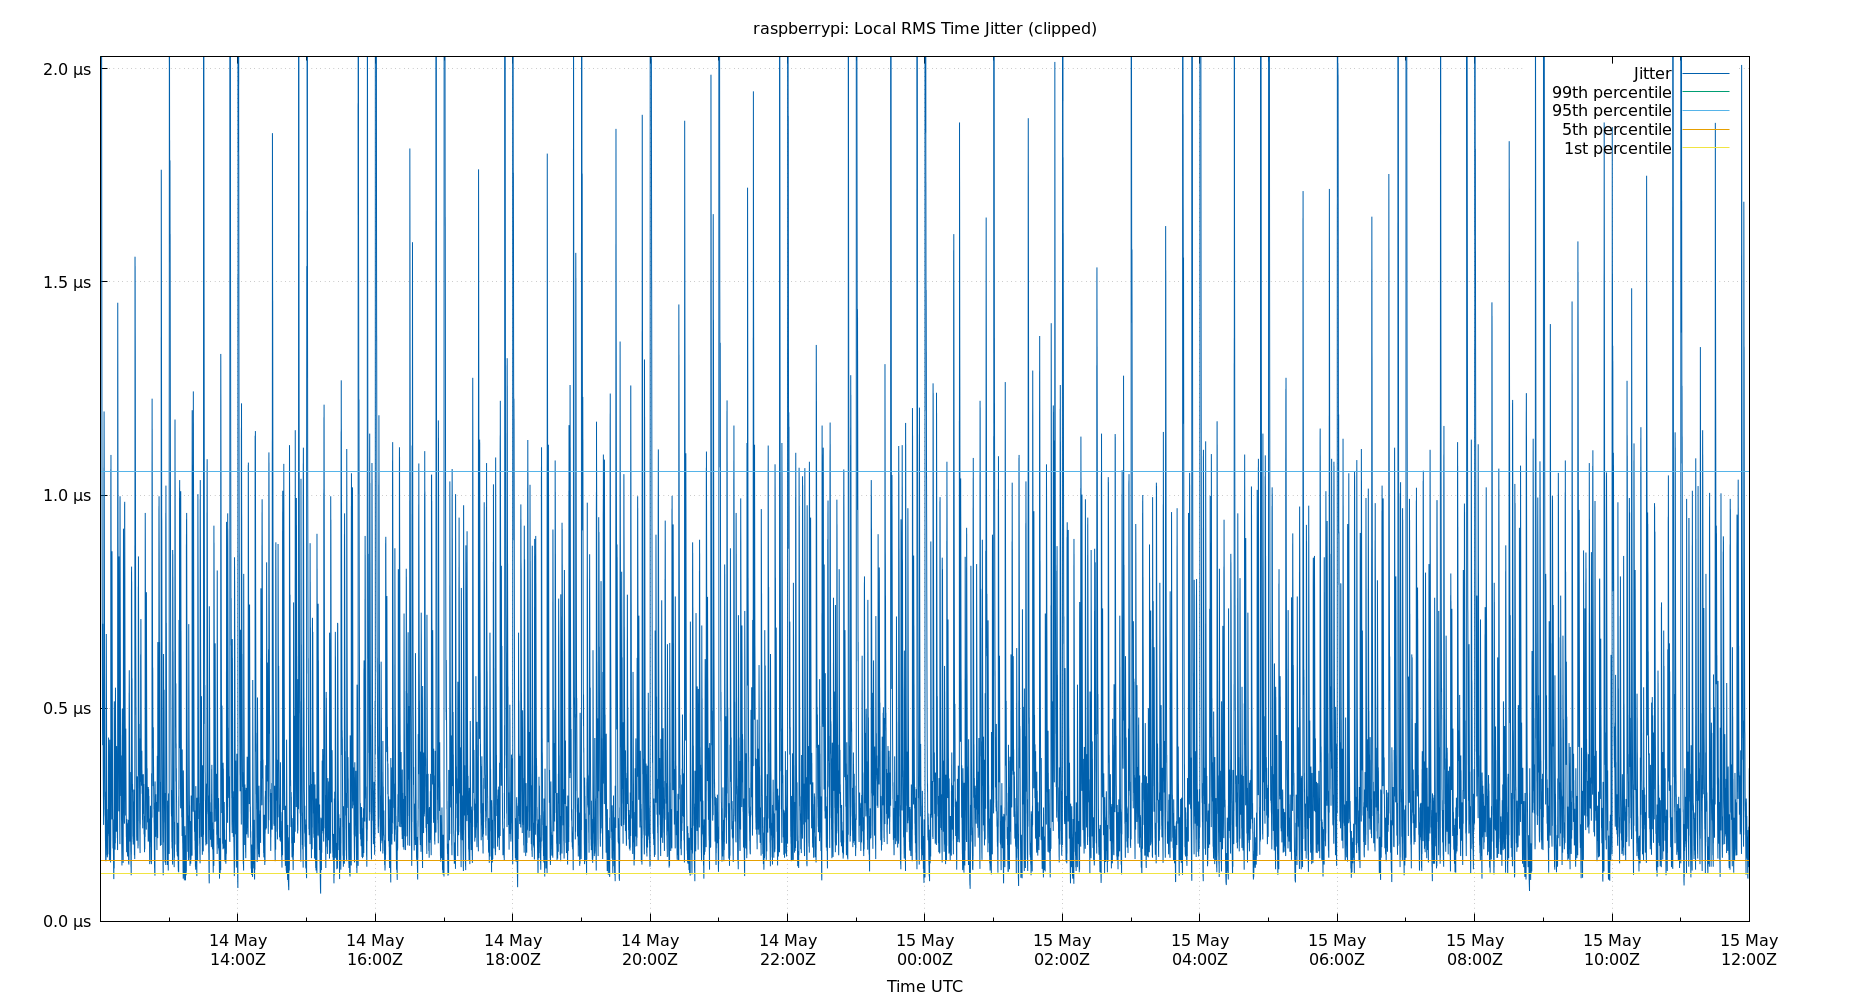 raspberrypi: Local RMS Time Jitter (clipped)
2.0 µs
1.5 µs
1.0 µs
0.5 µs
0.0 µs
Jitter
99th percentile
95th percentile
5th percentile
1st percentile
14 May 14 May 14 May 14 May 14 May 15 May 15 May 15 May 15 May 15 May 15 May 15 May
14:00Z 16:00Z 18:00Z 20:00Z 22:00Z 00:00Z 02:00Z 04:00Z 06:00Z 08:00Z 10:00Z 12:00Z
Time UTC